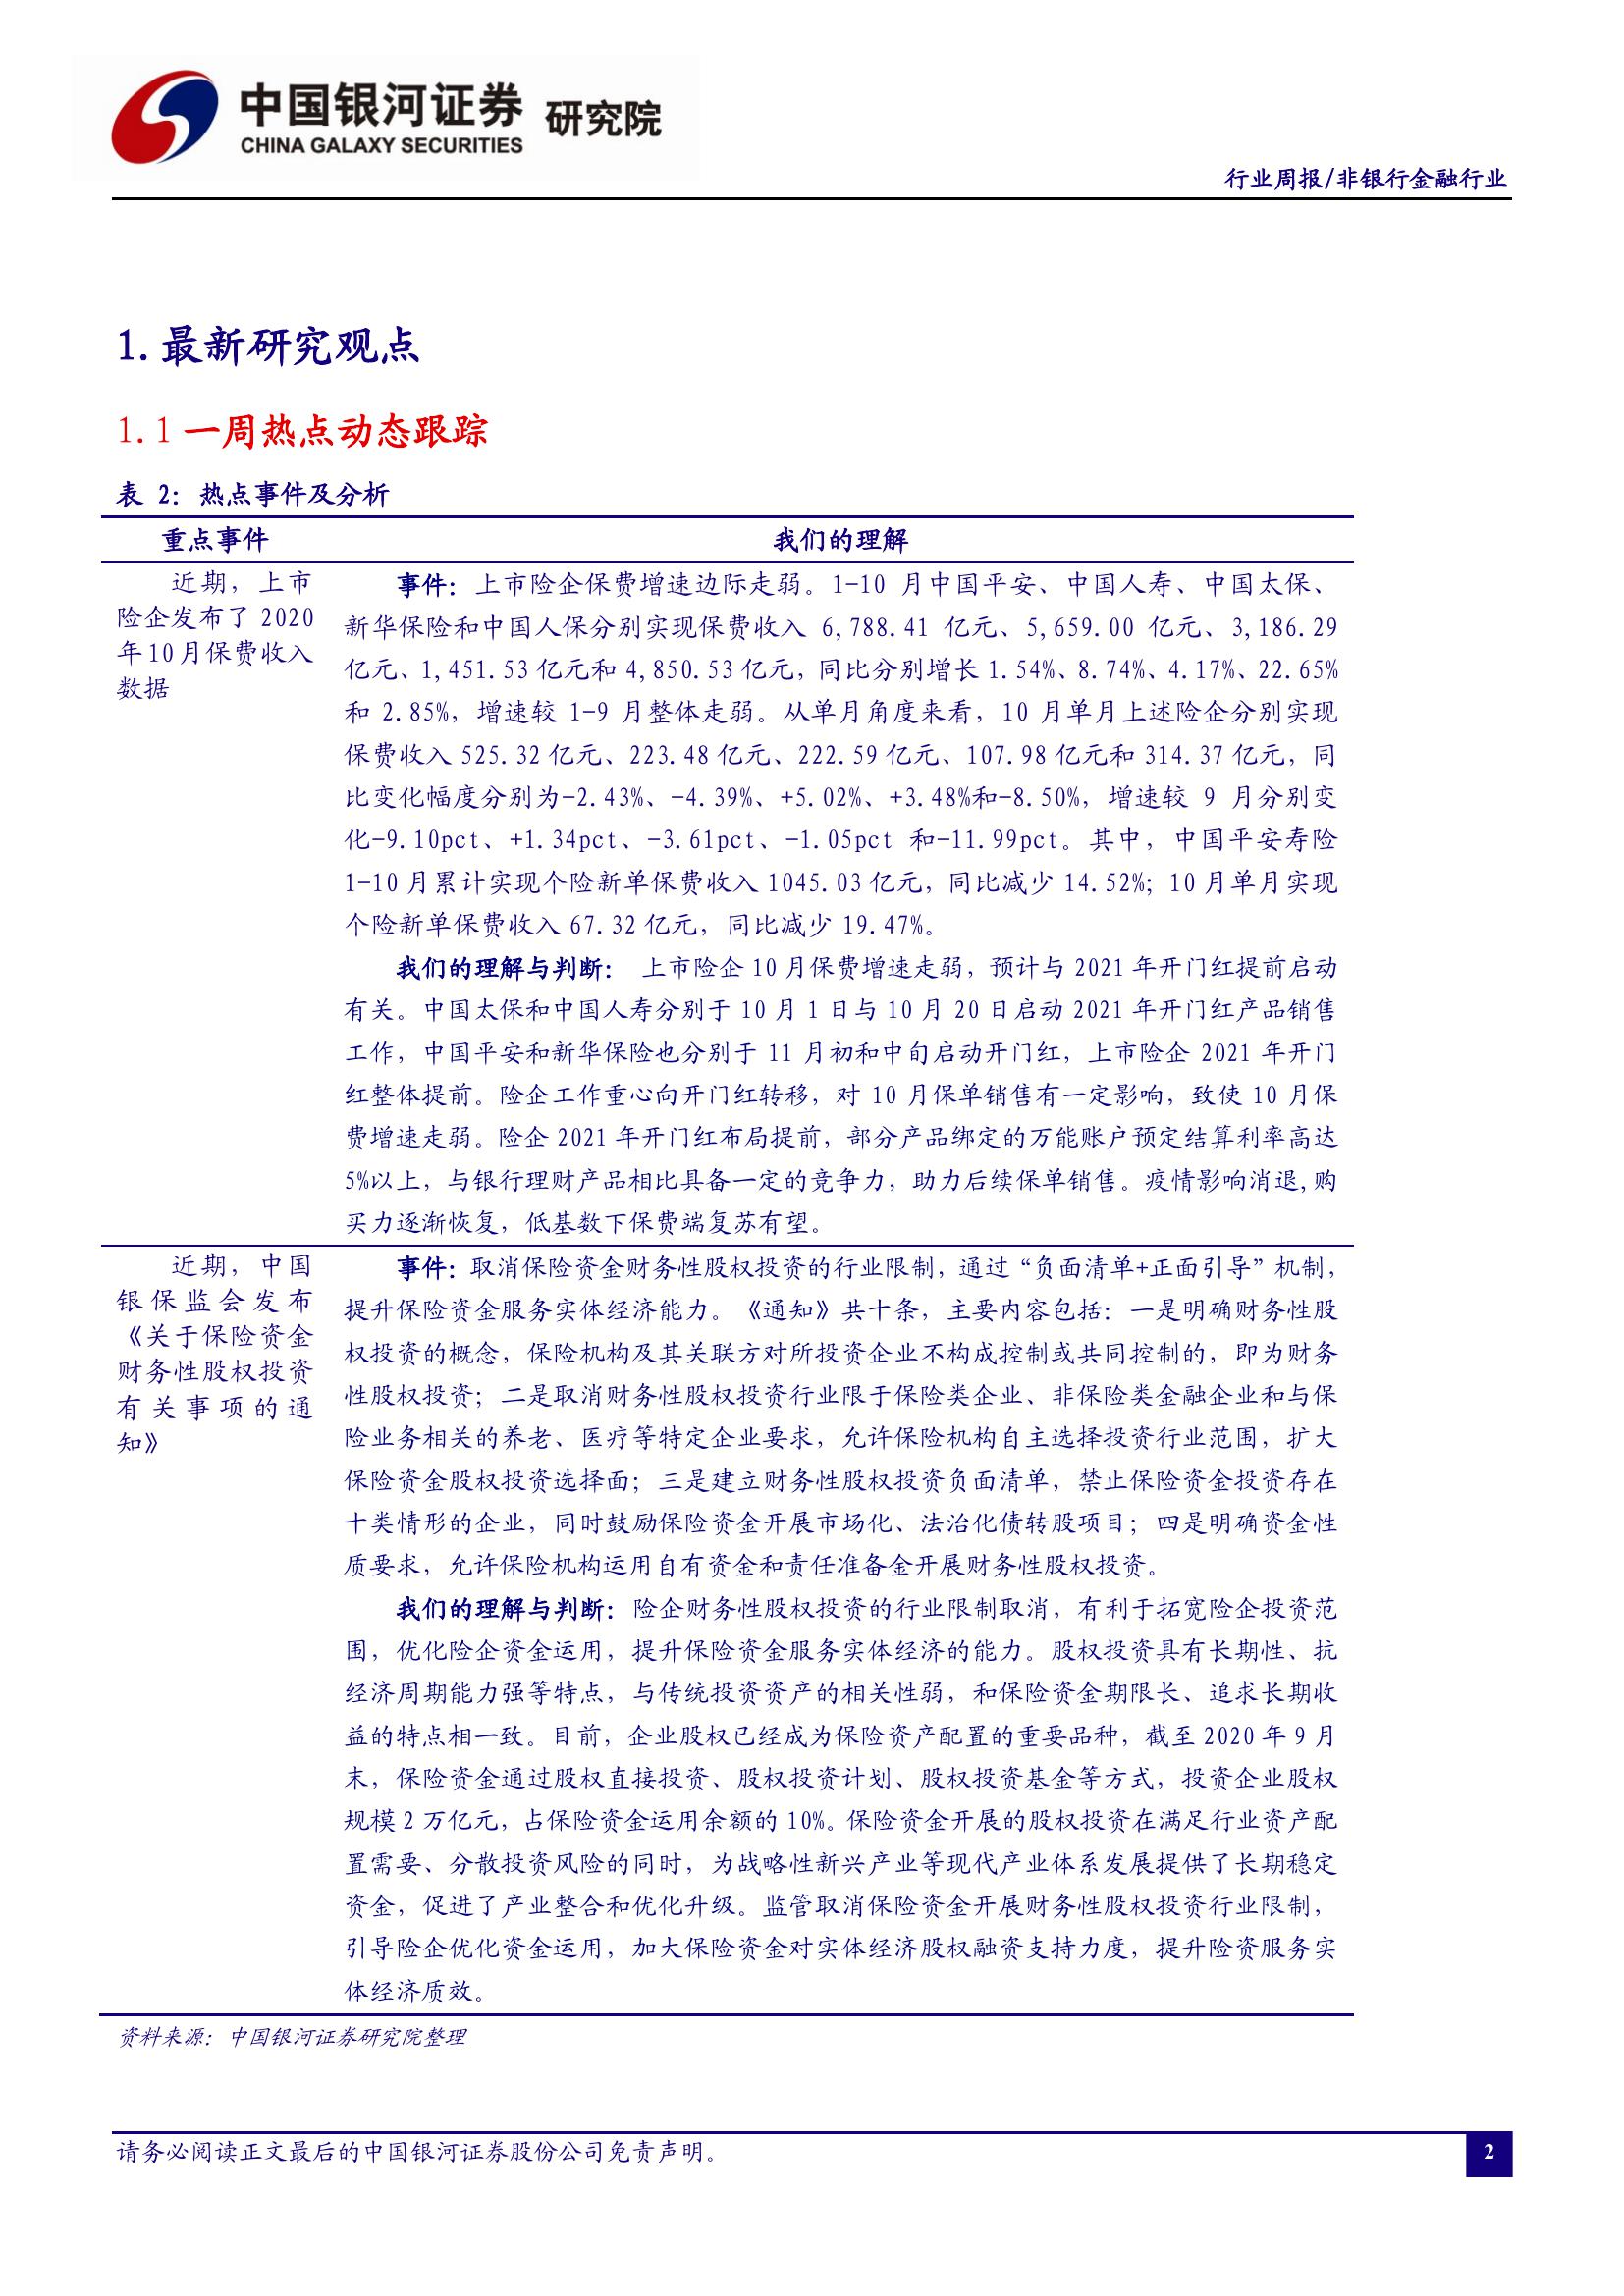 中国银河证券 研究院
CHINA GALAXY SECURITIES
行业周报/非银行金融行业
1.最新研究观点
1.1 一周热点动态跟踪
表 2：热点事件及分析
重点事件 我们的理解
近期，上市
险企发布了 2020
年 10 月保费收入
数据
事件：上市险企保费增速边际走弱。1-10 月中国平安、中国人寿、中国太保、
新华保险和中国人保分别实现保费收入 6,788.41 亿元、5,659.00 亿元、3,186.29
亿元、1,451.53 亿元和 4,850.53 亿元，同比分别增长 1.54%、8.74%、4.17%、22.65%
和 2.85%，增速较 1-9 月整体走弱。从单月角度来看，10 月单月上述险企分别实现
保费收入 525.32 亿元、223.48 亿元、222.59 亿元、107.98 亿元和 314.37 亿元，同
比变化幅度分别为-2.43%、-4.39%、+5.02%、+3.48%和-8.50%，增速较 9 月分别变
化-9.10pct、+1.34pct、-3.61pct、-1.05pct 和-11.99pct。其中，中国平安寿险
1-10 月累计实现个险新单保费收入 1045.03 亿元，同比减少 14.52%；10 月单月实现
个险新单保费收入 67.32 亿元，同比减少 19.47%。
我们的理解与判断： 上市险企 10 月保费增速走弱，预计与 2021 年开门红提前启动
有关。中国太保和中国人寿分别于 10 月 1 日与 10 月 20 日启动 2021 年开门红产品销售
工作，中国平安和新华保险也分别于 11 月初和中旬启动开门红，上市险企 2021 年开门
红整体提前。险企工作重心向开门红转移，对 10 月保单销售有一定影响，致使 10 月保
费增速走弱。险企 2021 年开门红布局提前，部分产品绑定的万能账户预定结算利率高达
5%以上，与银行理财产品相比具备一定的竞争力，助力后续保单销售。疫情影响消退,购
买力逐渐恢复，低基数下保费端复苏有望。
近期，中国
银保监会发布
《关于保险资金
财务性股权投资
有关事项的通
知》
事件：取消保险资金财务性股权投资的行业限制，通过“负面清单+正面引导”机制，
提升保险资金服务实体经济能力。《通知》共十条，主要内容包括：一是明确财务性股
权投资的概念，保险机构及其关联方对所投资企业不构成控制或共同控制的，即为财务
性股权投资；二是取消财务性股权投资行业限于保险类企业、非保险类金融企业和与保
险业务相关的养老、医疗等特定企业要求，允许保险机构自主选择投资行业范围，扩大
保险资金股权投资选择面；三是建立财务性股权投资负面清单，禁止保险资金投资存在
十类情形的企业，同时鼓励保险资金开展市场化、法治化债转股项目；四是明确资金性
质要求，允许保险机构运用自有资金和责任准备金开展财务性股权投资。
我们的理解与判断：险企财务性股权投资的行业限制取消，有利于拓宽险企投资范
围，优化险企资金运用，提升保险资金服务实体经济的能力。股权投资具有长期性、抗
经济周期能力强等特点，与传统投资资产的相关性弱，和保险资金期限长、追求长期收
益的特点相一致。目前，企业股权已经成为保险资产配置的重要品种，截至 2020 年 9 月
末，保险资金通过股权直接投资、股权投资计划、股权投资基金等方式，投资企业股权
规模 2 万亿元，占保险资金运用余额的 10%。保险资金开展的股权投资在满足行业资产配
置需要、分散投资风险的同时，为战略性新兴产业等现代产业体系发展提供了长期稳定
资金，促进了产业整合和优化升级。监管取消保险资金开展财务性股权投资行业限制，
引导险企优化资金运用，加大保险资金对实体经济股权融资支持力度，提升险资服务实
体经济质效。
资料来源：中国银河证券研究院整理
请务必阅读正文最后的中国银河证券股份公司免责声明。
2